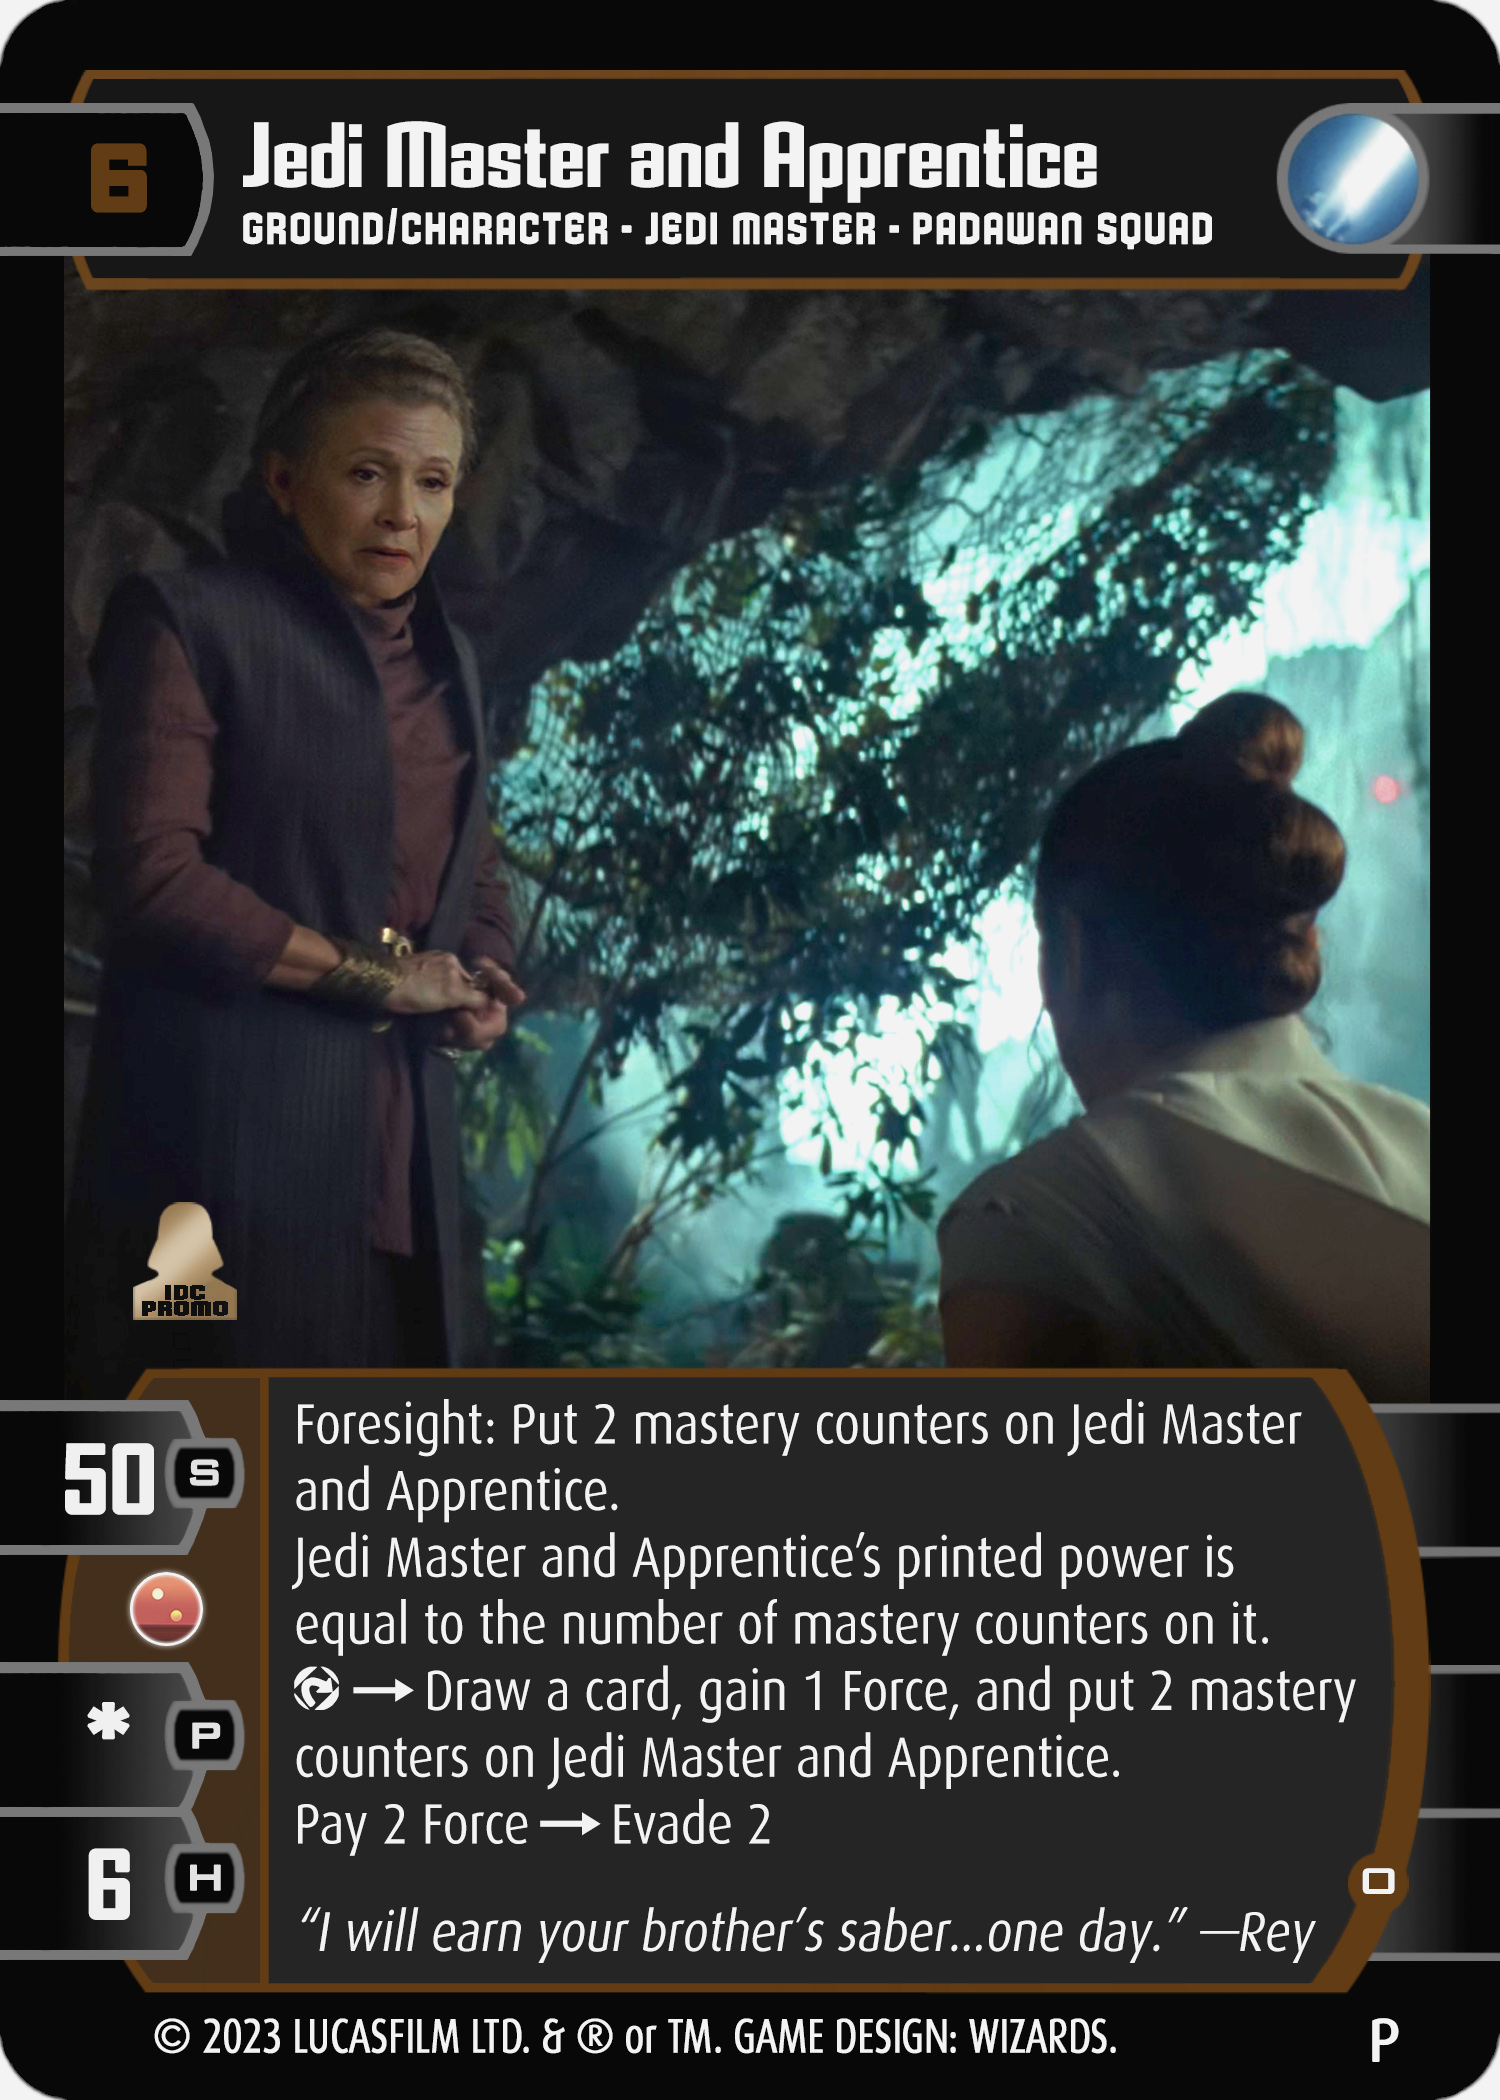 6
Jedi Master and Apprentice
GROUND/CHARACTER - JEDI MASTER - PADAWAN SQUAD
IDC
PROMO
50 S
* P
6 H
Foresight: Put 2 mastery counters on Jedi Master
and Apprentice.
Jedi Master and Apprentice’s printed power is
equal to the number of mastery counters on it.
→ Draw a card, gain 1 Force, and put 2 mastery
counters on Jedi Master and Apprentice.
Pay 2 Force → Evade 2
“I will earn your brother’s saber...one day.” —Rey
© 2023 LUCASFILM LTD. & ® or TM. GAME DESIGN: WIZARDS.
P